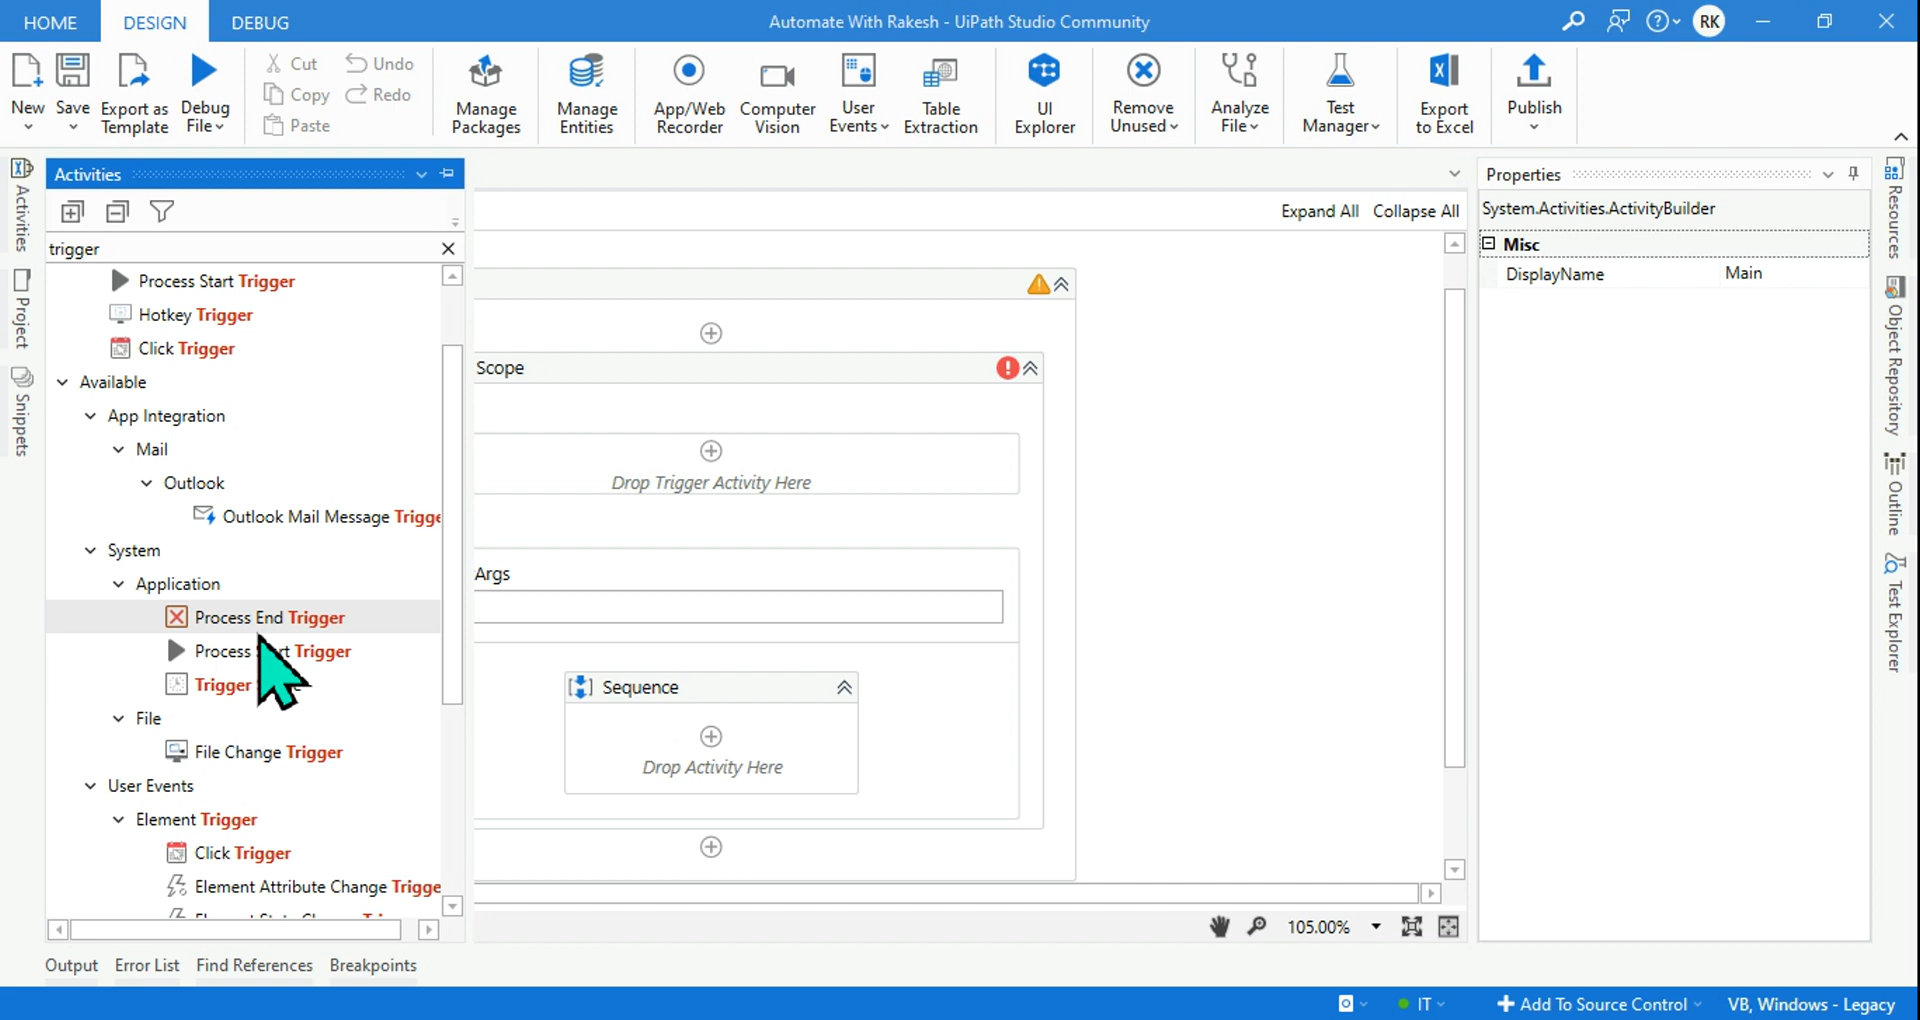 HOME DESIGN DEBUG Automate With Rakesh - UiPath Studio Community RK
New
Save
Export as
Template
Debug
File
Cut
Copy
Paste
Undo
Redo
Manage
Packages
Manage
Entities
App/Web
Recorder
Computer
Vision
User
Events
Table
Extraction
UI
Explorer
Remove
Unused
Analyze
File
Test
Manager
Export
to Excel
Publish
Activities
Project
Snippets
Activities
trigger
Process Start Trigger
Hotkey Trigger
Click Trigger
Available
App Integration
Mail
Outlook
Outlook Mail Message Trigge
System
Application
Process End Trigger
Process Trigger
Trigger
File
File Change Trigger
User Events
Element Trigger
Click Trigger
Element Attribute Change Trigge
Expand All Collapse All
Scope
Drop Trigger Activity Here
Args
Sequence
Drop Activity Here
105.00%
Properties
System.Activities.ActivityBuilder
Misc
DisplayName Main
Resources
Object Repository
Outline
Test Explorer
Output Error List Find References Breakpoints
IT Add To Source Control VB, Windows - Legacy